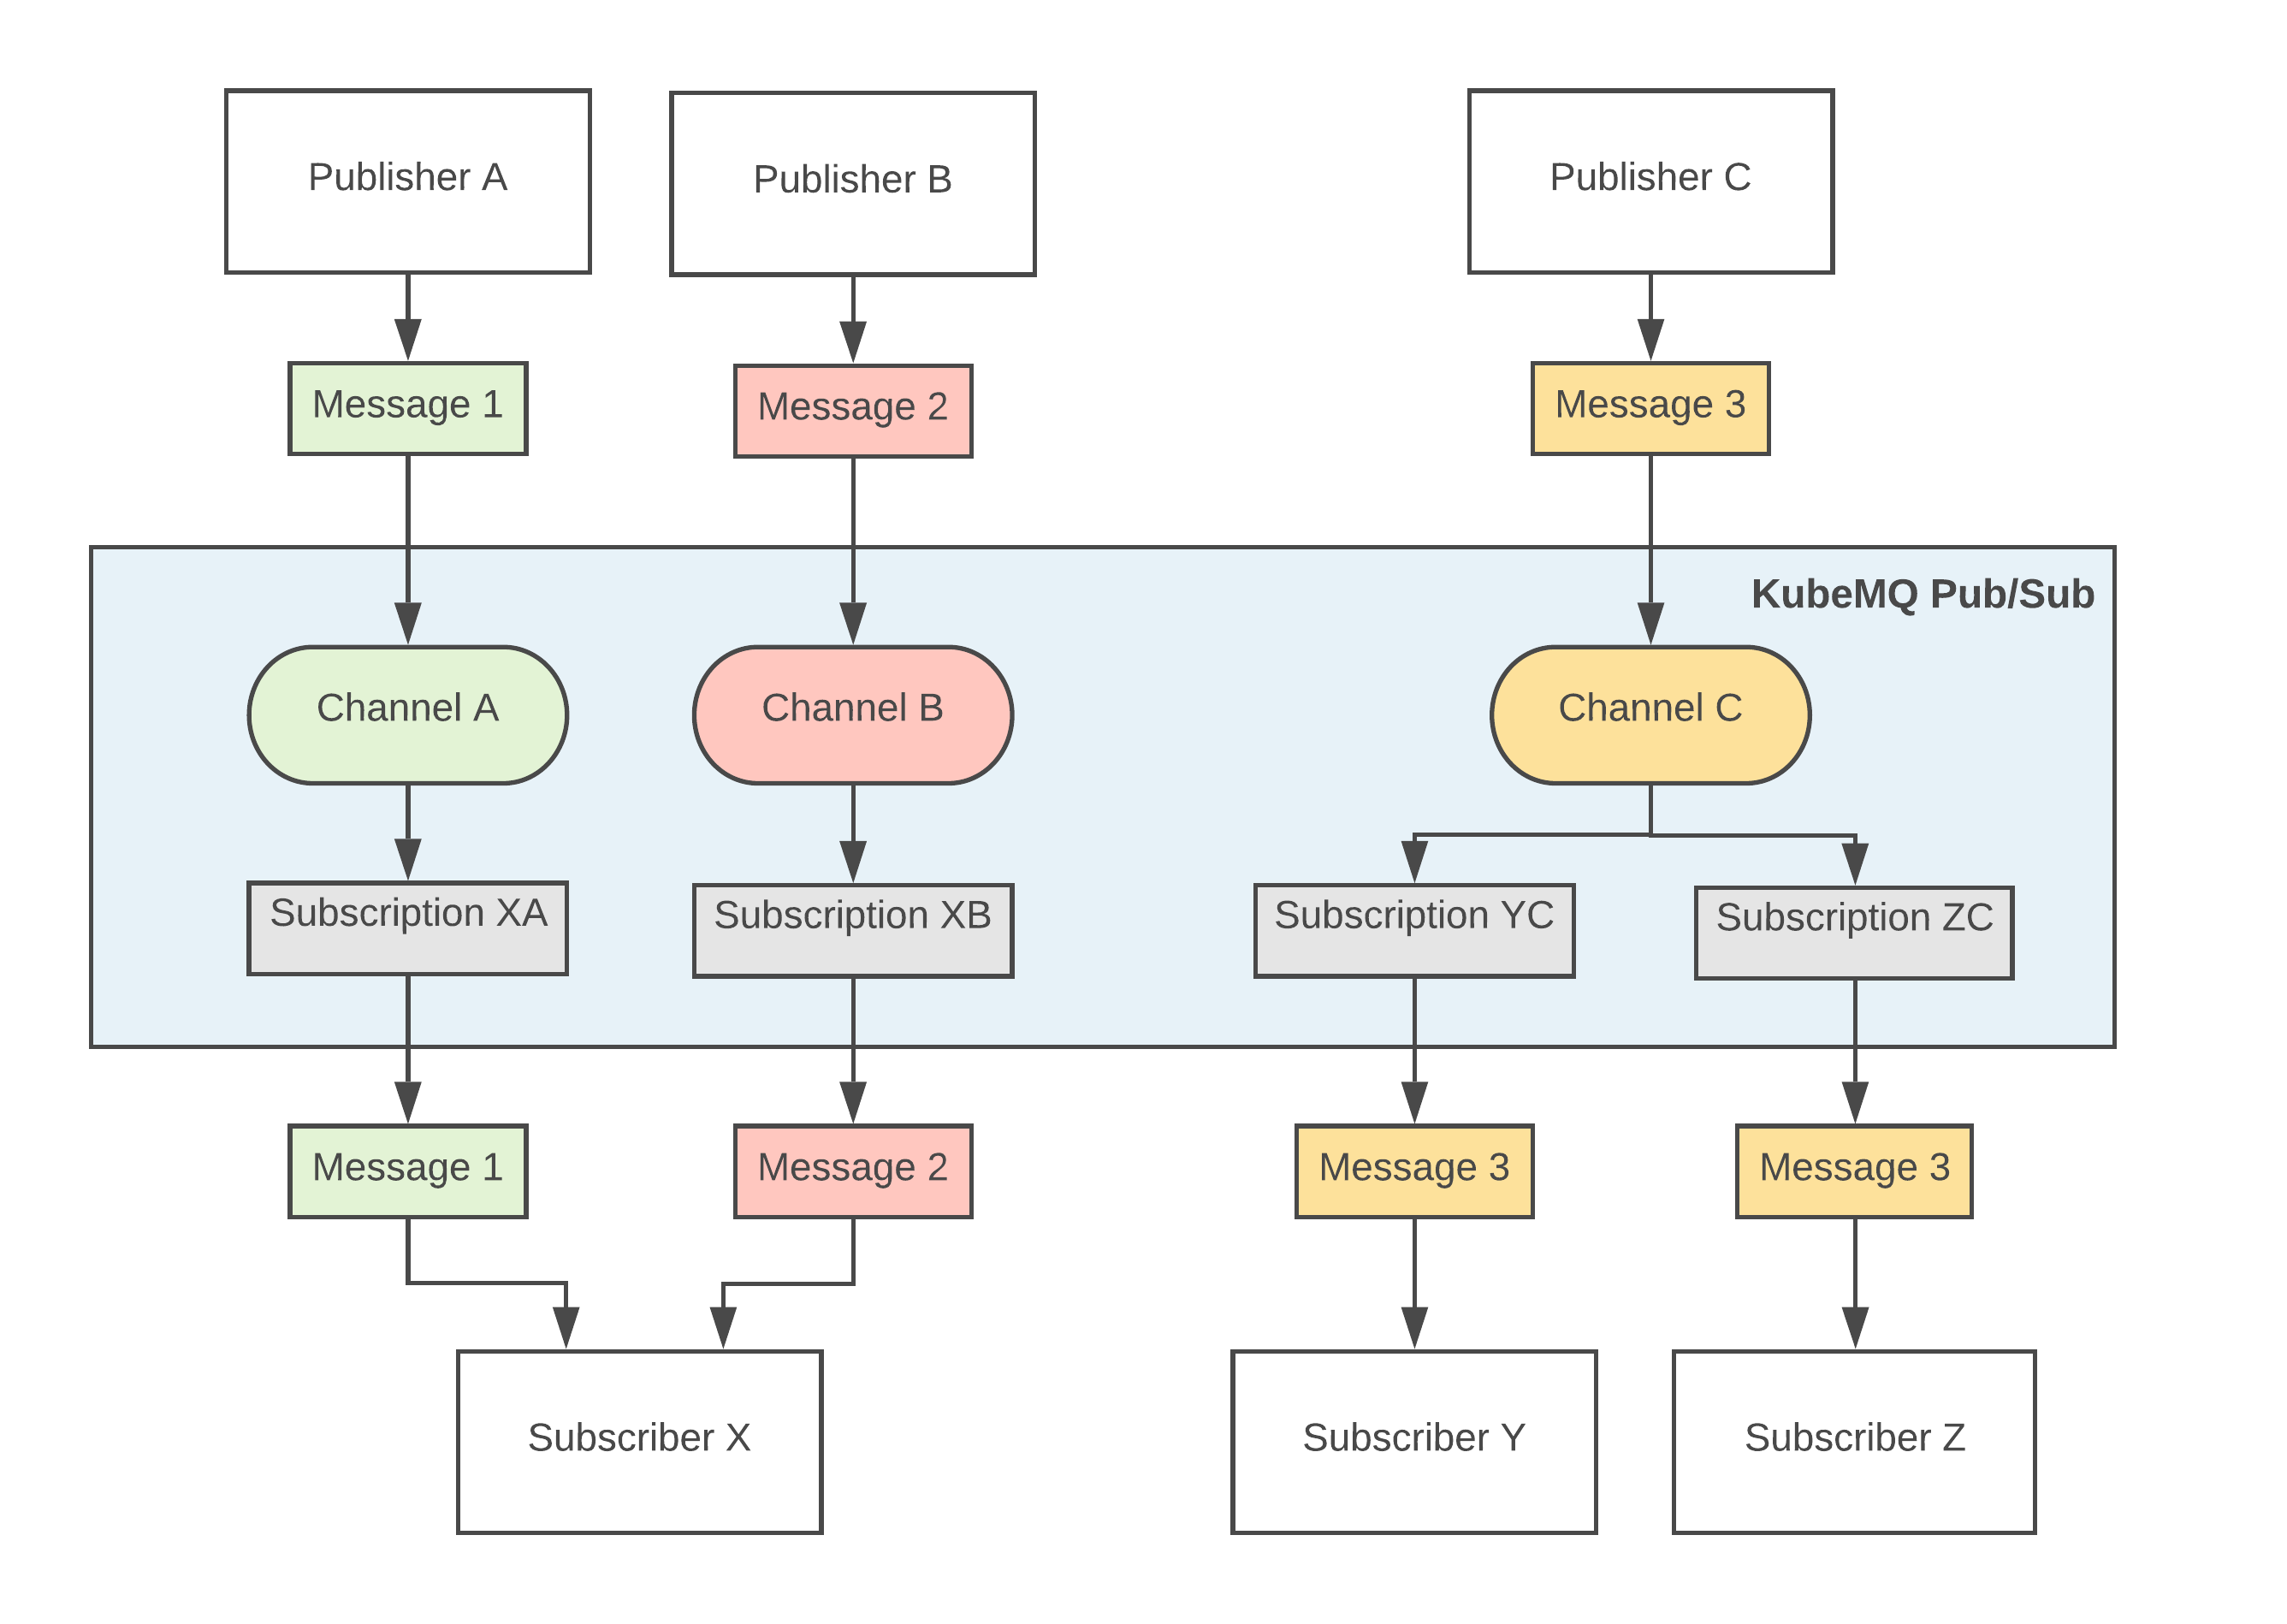 Publisher A
Publisher B
Publisher C
Message 1
Message 2
Message 3
KubeMQ Pub/Sub
Channel A
Channel B
Channel C
Subscription XA
Subscription XB
Subscription YC
Subscription ZC
Message 1
Message 2
Message 3
Message 3
Subscriber X
Subscriber Y
Subscriber Z